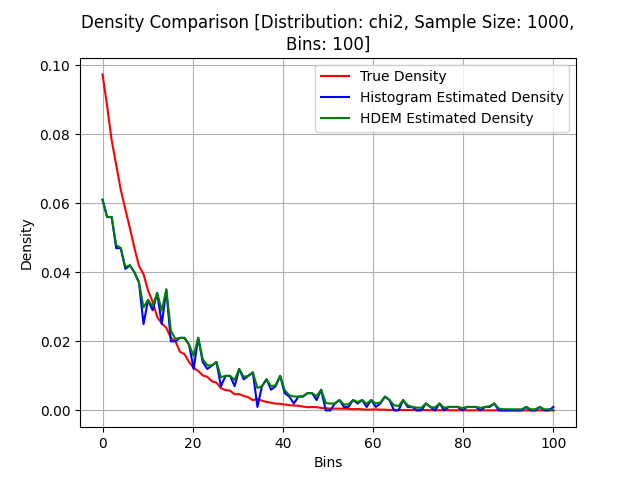 Density Comparison [Distribution: chi2, Sample Size: 1000,
Bins: 100]
True Density
Histogram Estimated Density
HDEM Estimated Density
Density
0.10
0.08
0.06
0.04
0.02
0.00
0 20 40 60 80 100
Bins